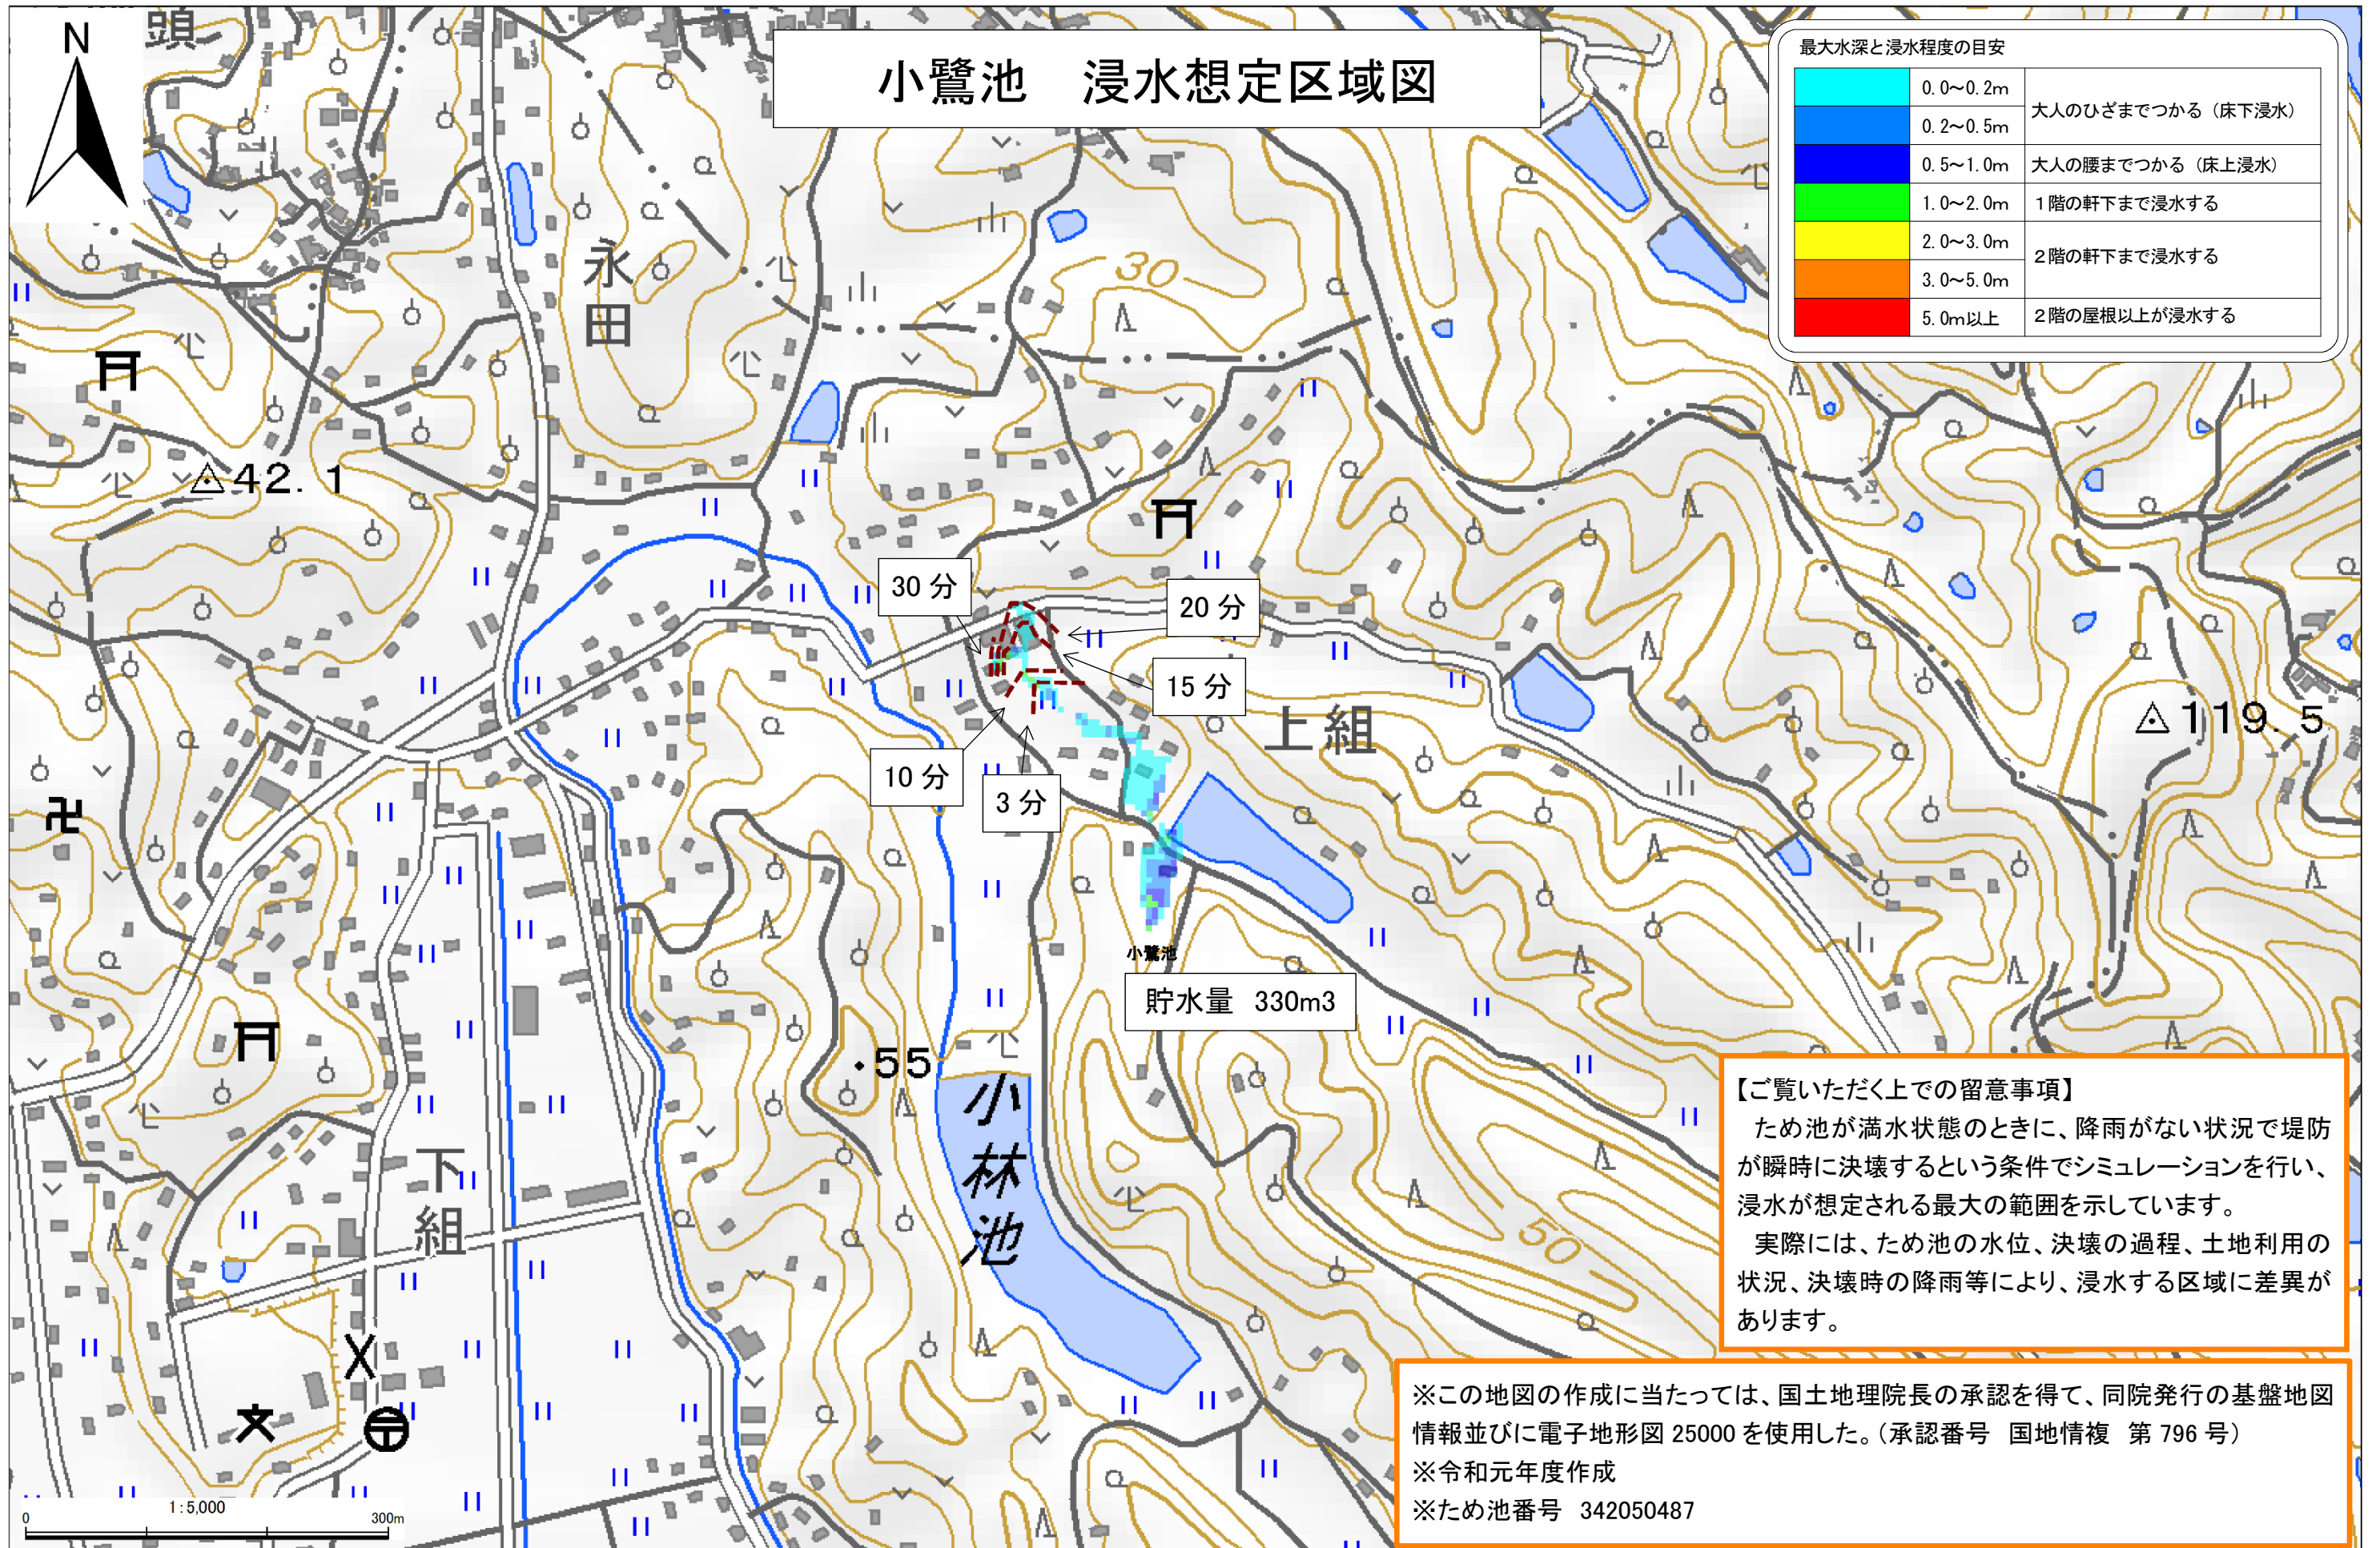 頭
N
小鷺池　浸水想定区域図
最大水深と浸水程度の目安
0.0～0.2m
大人のひざまでつかる（床下浸水）
0.2～0.5m
0.5～1.0m 大人の腰までつかる（床上浸水）
1.0～2.0m 1階の軒下まで浸水する
2.0～3.0m
2階の軒下まで浸水する
3.0～5.0m
5.0m以上 2階の屋根以上が浸水する
永田
30
42.1
30分
20分
15分
10分
3分
上組
119.5
小鷺池
貯水量　330m3
55
小林池
下組
50
【ご覧いただく上での留意事項】
ため池が満水状態のときに、降雨がない状況で堤防
が瞬時に決壊するという条件でシミュレーションを行い、
浸水が想定される最大の範囲を示しています。
実際には、ため池の水位、決壊の過程、土地利用の
状況、決壊時の降雨等により、浸水する区域に差異が
あります。
※この地図の作成に当たっては、国土地理院長の承認を得て、同院発行の基盤地図
情報並びに電子地形図 25000 を使用した。（承認番号　国地情複　第 796 号）
※令和元年度作成
※ため池番号　342050487
1:5,000
0 300m